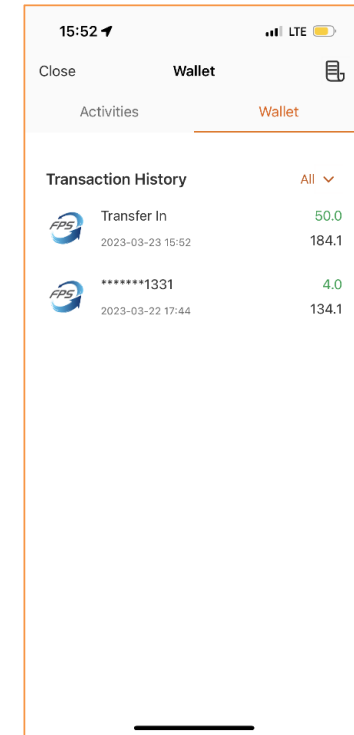 15:52 LTE
Close Wallet
Activities Wallet
Transaction History All
FPS Transfer In 50.0
2023-03-23 15:52 184.1
FPS *******1331 4.0
2023-03-22 17:44 134.1